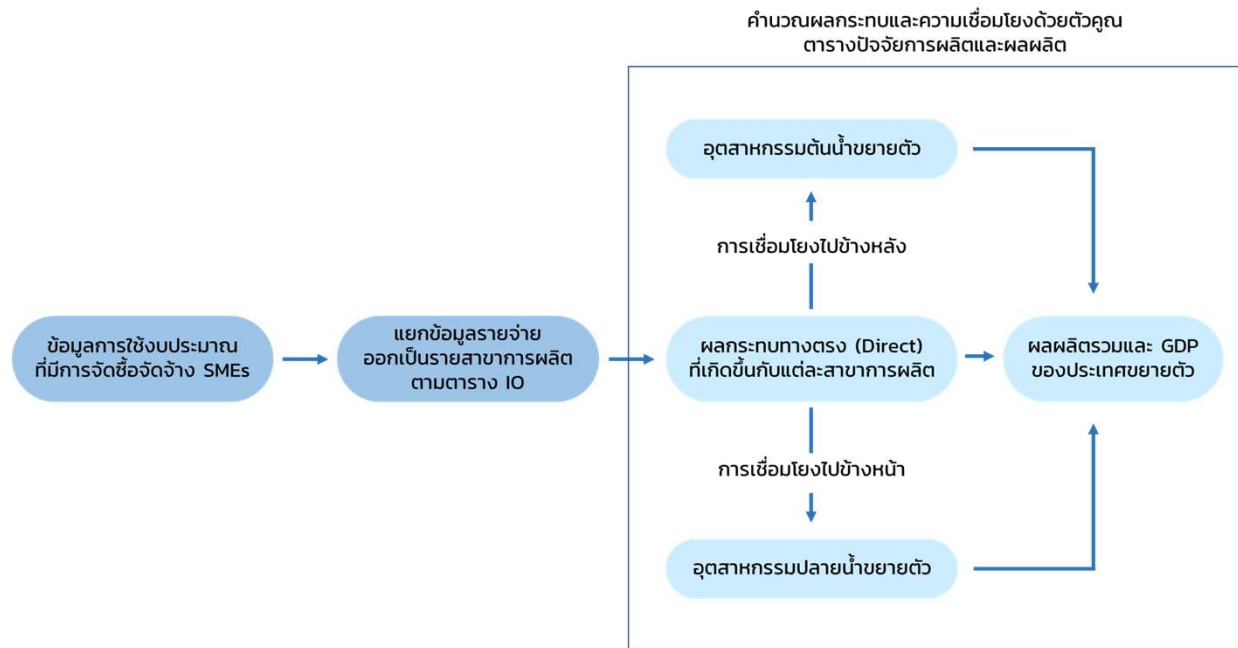 คำนวณผลกระทบและความเชื่อมโยงด้วยตัวคูณ
ตารางปัจจัยการผลิตและผลผลิต
อุตสาหกรรมต้นน้ำขยายตัว
การเชื่อมโยงไปข้างหลัง
ข้อมูลการใช้งบประมาณ
ที่มีการจัดซื้อจัดจ้าง SMEs
แยกข้อมูลรายจ่าย
ออกเป็นรายสาขาการผลิต
ตามตาราง IO
ผลกระทบทางตรง (Direct)
ที่เกิดขึ้นกับแต่ละสาขาการผลิต
ผลผลิตรวมและ GDP
ของประเทศขยายตัว
การเชื่อมโยงไปข้างหน้า
อุตสาหกรรมปลายน้ำขยายตัว